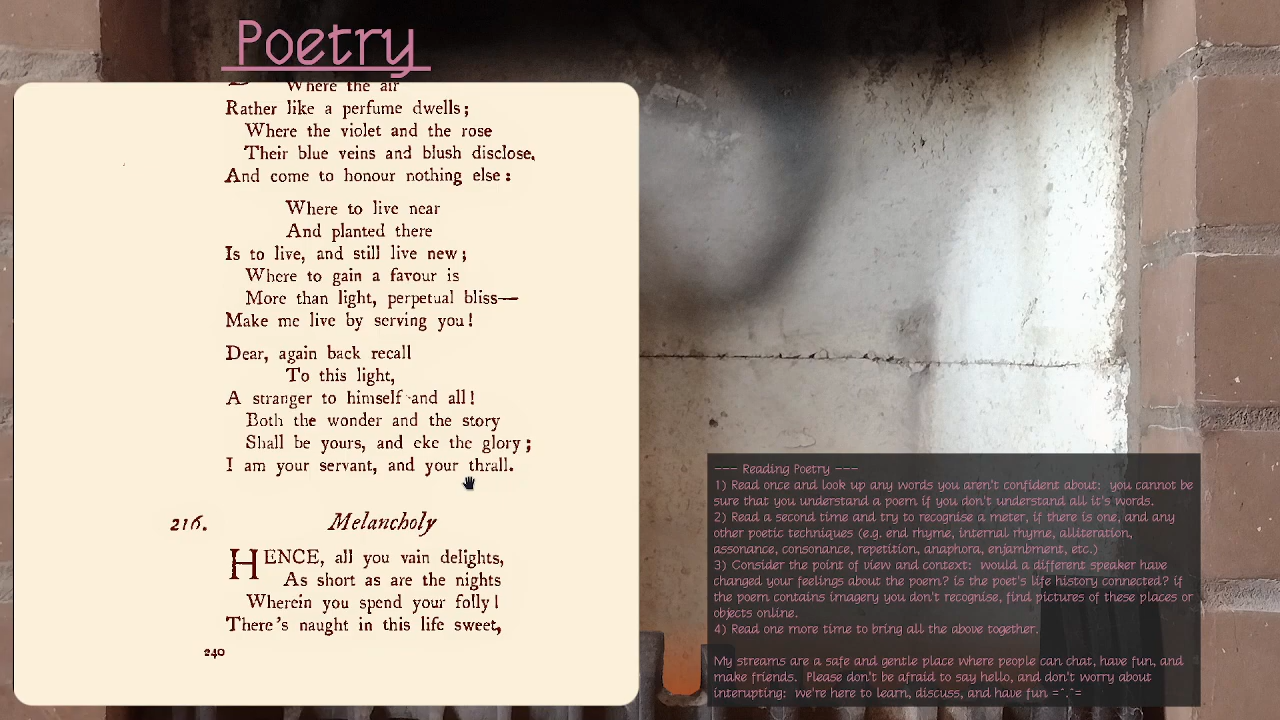 Poetry
Where the air
Rather like a perfume dwells;
Where the violet and the rose
Their blue veins and blush disclose,
And come to honour nothing else:
Where to live near
And planted there
Is to live, and still live new;
Where to gain a favour is
More than light, perpetual bliss—
Make me live by serving you!
Dear, again back recall
To this light,
A stranger to himself and all!
Both the wonder and the story
Shall be yours, and eke the glory;
I am your servant, and your thrall.
216. Melancholy
HENCE, all you vain delights,
As short as are the nights
Wherein you spend your folly!
There's naught in this life sweet,
240
--- Reading Poetry ---
1) Read once and look up any words you aren't confident about: you cannot be
sure that you understand a poem if you don't understand all it's words.
2) Read a second time and try to recognise a meter, if there is one, and any
other poetic techniques (e.g. end rhyme, internal rhyme, alliteration,
assonance, consonance, repetition, anaphora, enjambment, etc.)
3) Consider the point of view and context: would a different speaker have
changed your feelings about the poem? is the poet's life history connected? if
the poem contains imagery you don't recognise, find pictures of these places or
objects online.
4) Read one more time to bring all the above together.
My streams are a safe and gentle place where people can chat, have fun, and
make friends. Please don't be afraid to say hello, and don't worry about
interupting: we're here to learn, discuss, and have fun =^.^=